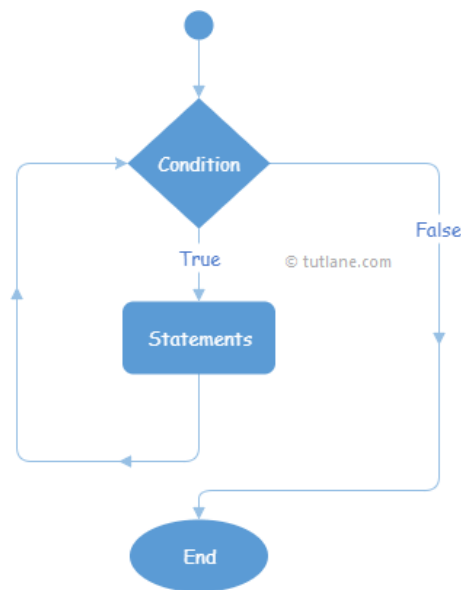 Condition
False
True
© tutlane.com
Statements
End